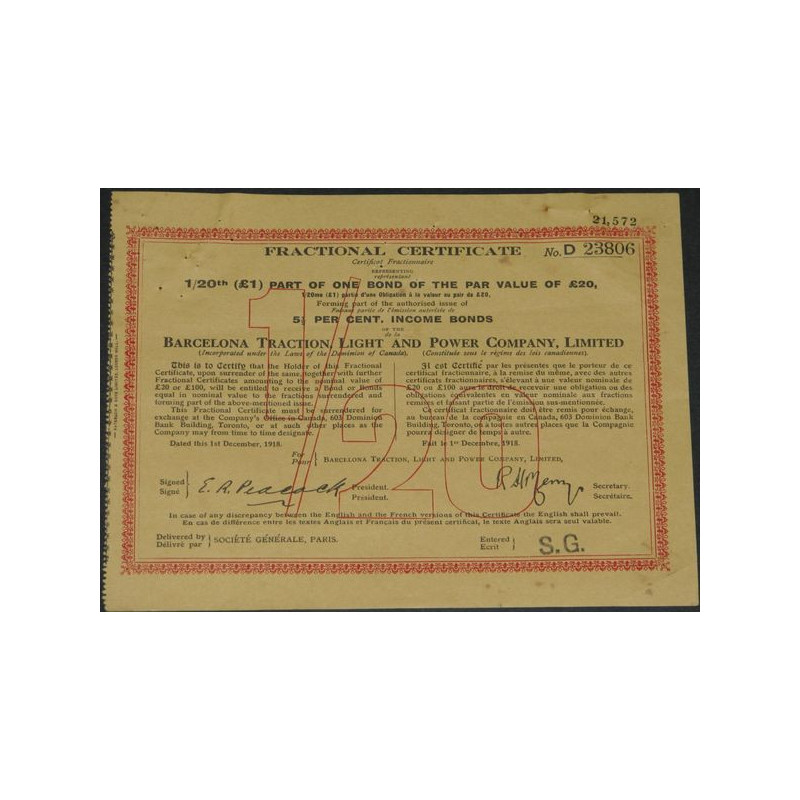 21,572
FRACTIONAL CERTIFICATE No. D 23806
Certificat Fractionnaire
REPRESENTING
représentant
1/20th (£1) PART OF ONE BOND OF THE PAR VALUE OF £20,
1/20me (£1) partie d'une Obligation à la valeur au pair de £20,
Forming part of the authorised issue of
Faisant partie de l'émission autorisée de
5½ PER CENT. INCOME BONDS
OF THE
de la
BARCELONA TRACTION, LIGHT AND POWER COMPANY, LIMITED
(Incorporated under the Laws of the Dominion of Canada). (Constituée sous le régime des lois canadiennes).
This is to Certify that the Holder of this Fractional
Certificate, upon surrender of the same, together with further
Fractional Certificates amounting to the nominal value of
£20 or £100, will be entitled to receive a Bond or Bonds
equal in nominal value to the fractions surrendered and
forming part of the above-mentioned issue.
This Fractional Certificate must be surrendered for
exchange at the Company's Office in Canada, 603 Dominion
Bank Building, Toronto, or at such other places as the
Company may from time to time designate.
Dated this 1st December, 1918.
Il est Certifié par les présentes que le porteur de ce
certificat fractionnaire, à la remise du même, avec des autres
certificats fractionnaires, s'élevant à une valeur nominale de
£20 ou £100 aura le droit de recevoir une obligation ou des
obligations équivalentes en valeur nominale aux fractions
remises et faisant partie de l'émission sus-mentionnée.
Ce certificat fractionnaire doit être remis pour échange,
au bureau de la compagnie en Canada, 603 Dominion Bank
Building, Toronto, ou a toutes autres places que la Compagnie
pourra désigner de temps à autre.
Fait le 1er Decembre, 1918.
1/20
For
Pour
BARCELONA TRACTION, LIGHT AND POWER COMPANY, LIMITED,
Signed
Signé
E. R. Peacock
President.
Président.
Secretary.
Secrétaire.
In case of any discrepancy between the English and the French versions of this Certificate the English shall prevail.
En cas de différence entre les textes Anglais et Français du présent certificat, le texte Anglais sera seul valable.
Delivered by
Délivré par
SOCIÉTÉ GÉNÉRALE, PARIS.
Entered
Ecrit
S.G.